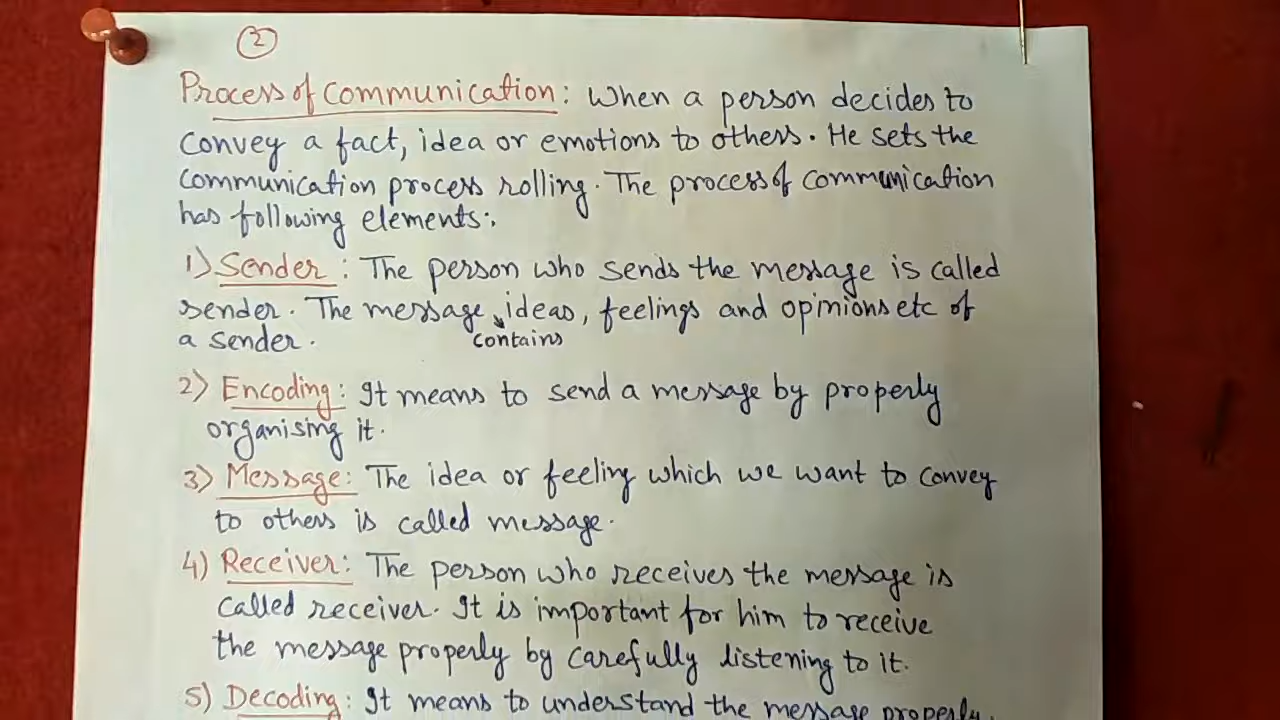 2
Process of Communication: When a person decides to
convey a fact, idea or emotions to others. He sets the
communication process rolling. The process of communication
has following elements:
1) Sender: The person who sends the message is called
sender. The message ideas, feelings and opinions etc of
a sender. contains
2) Encoding: It means to send a message by properly
organising it.
3) Message: The idea or feeling which we want to convey
to others is called message.
4) Receiver: The person who receives the message is
called receiver. It is important for him to receive
the message properly by carefully listening to it.
5) Decoding: It means to understand the message properly.